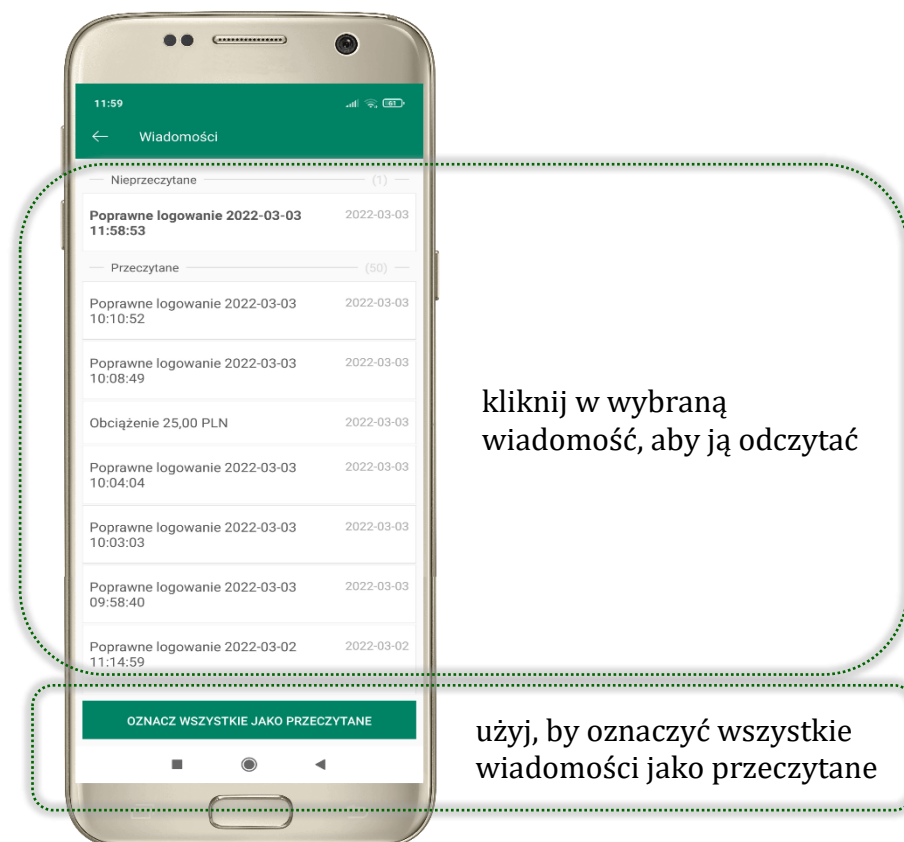 11:59
61
Wiadomości
Nieprzeczytane (1)
Poprawne logowanie 2022-03-03 2022-03-03
11:58:53
Przeczytane (50)
Poprawne logowanie 2022-03-03 2022-03-03
10:10:52
Poprawne logowanie 2022-03-03 2022-03-03
10:08:49
Obciążenie 25,00 PLN 2022-03-03
Poprawne logowanie 2022-03-03 2022-03-03
10:04:04
Poprawne logowanie 2022-03-03 2022-03-03
10:03:03
Poprawne logowanie 2022-03-03 2022-03-03
09:58:40
Poprawne logowanie 2022-03-02 2022-03-02
11:14:59
OZNACZ WSZYSTKIE JAKO PRZECZYTANE
kliknij w wybraną
wiadomość, aby ją odczytać
użyj, by oznaczyć wszystkie
wiadomości jako przeczytane